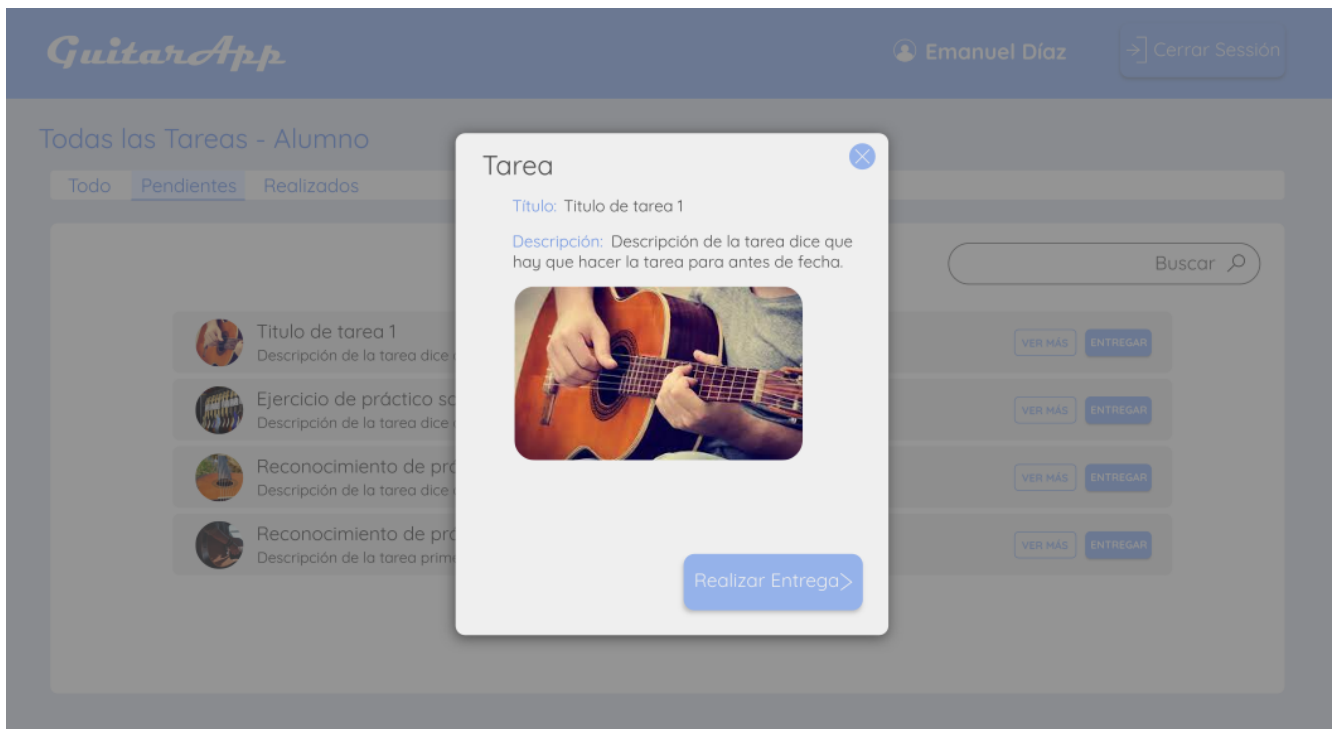 GuitarApp
Emanuel Díaz
Cerrar Sessión
Todas las Tareas - Alumno
Todo Pendientes Realizados
Tarea
Título: Titulo de tarea 1
Descripción: Descripción de la tarea dice que
hay que hacer la tarea para antes de fecha.
Buscar
Titulo de tarea 1
Descripción de la tarea dice
VER MÁS ENTREGAR
Ejercicio de práctico
Descripción de la tarea dice
VER MÁS ENTREGAR
Reconocimiento de
Descripción de la tarea dice
VER MÁS ENTREGAR
Reconocimiento de
Descripción de la tarea
VER MÁS ENTREGAR
Realizar Entrega